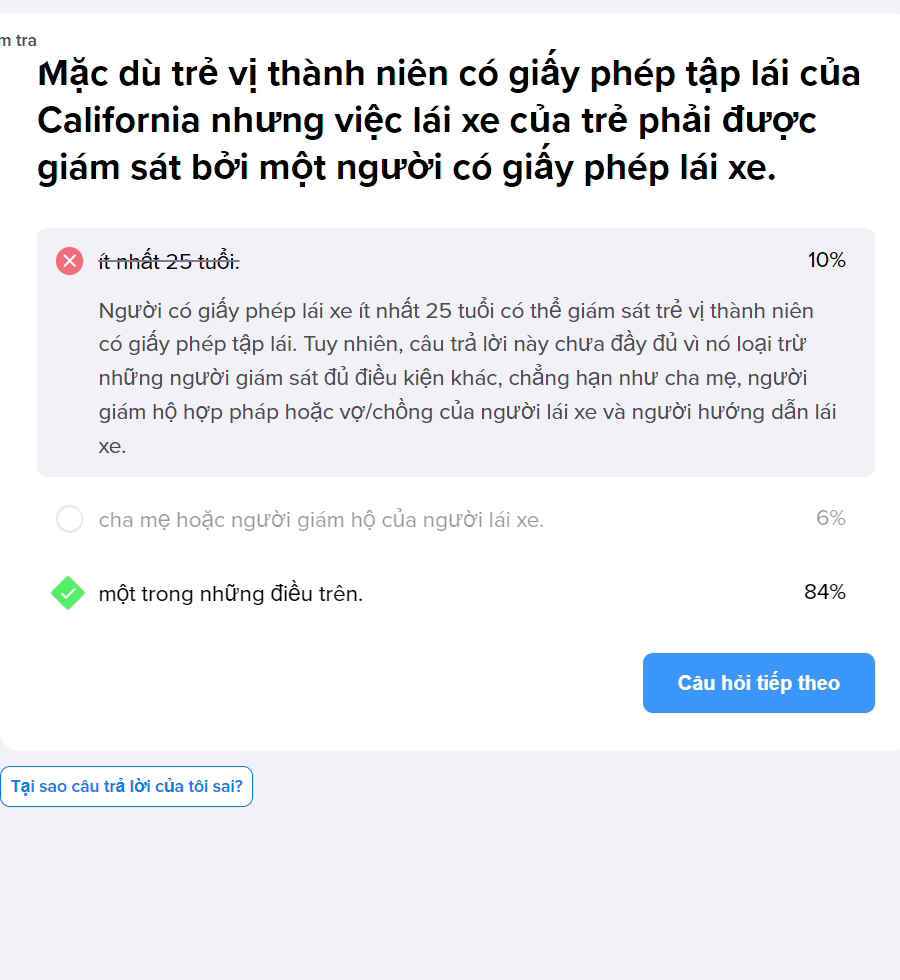 m tra
Mặc dù trẻ vị thành niên có giấy phép tập lái của
California nhưng việc lái xe của trẻ phải được
giám sát bởi một người có giấy phép lái xe.
ít nhất 25 tuổi.
10%
Người có giấy phép lái xe ít nhất 25 tuổi có thể giám sát trẻ vị thành niên
có giấy phép tập lái. Tuy nhiên, câu trả lời này chưa đầy đủ vì nó loại trừ
những người giám sát đủ điều kiện khác, chẳng hạn như cha mẹ, người
giám hộ hợp pháp hoặc vợ/chồng của người lái xe và người hướng dẫn lái
xe.
cha mẹ hoặc người giám hộ của người lái xe.
6%
một trong những điều trên.
84%
Câu hỏi tiếp theo
Tại sao câu trả lời của tôi sai?